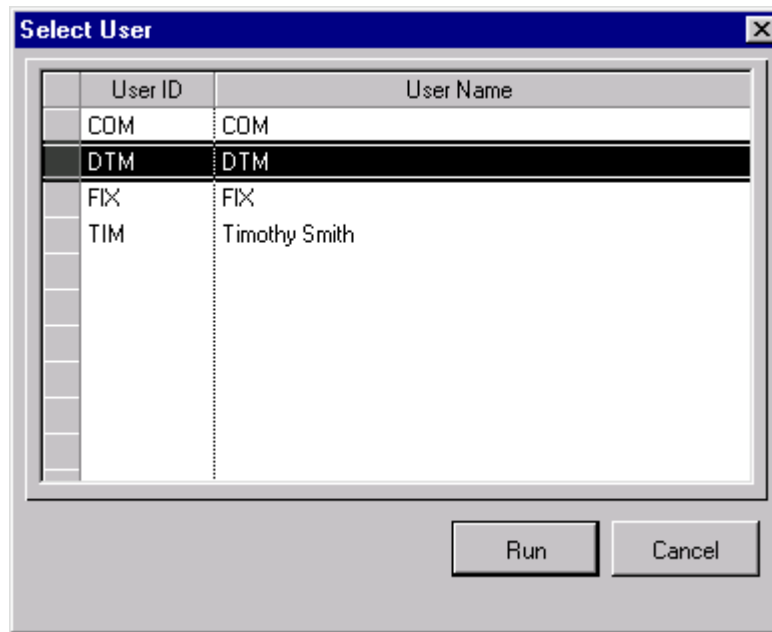 Select User
User ID User Name
COM COM
DTM DTM
FIX FIX
TIM Timothy Smith
Run Cancel